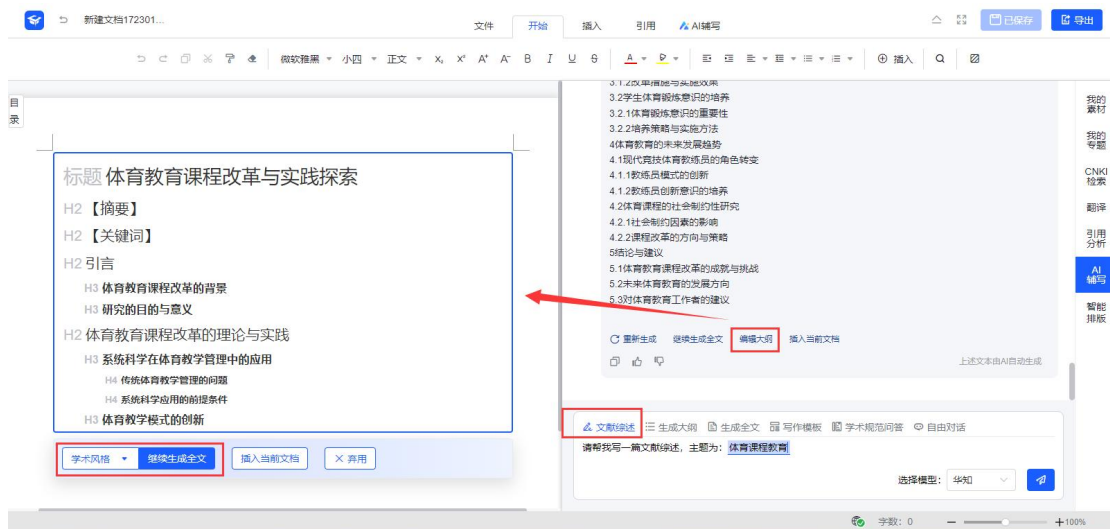 新建文档172301...
文件 开始 插入 引用 AI辅写
已保存 导出
微软雅黑 小四 正文 X₂ X² A⁺ A⁻ B I U S A 插入
目录
标题 体育教育课程改革与实践探索
H2 【摘要】
H2 【关键词】
H2 引言
H3 体育教育课程改革的背景
H3 研究的目的与意义
H2 体育教育课程改革的理论与实践
H3 系统科学在体育教学管理中的应用
H4 传统体育教学管理的问题
H4 系统科学应用的前提条件
H3 体育教学模式的创新
学术风格 继续生成全文 插入当前文档 弃用
3.1.2改革措施与实施效果
3.2学生体育锻炼意识的培养
3.2.1体育锻炼意识的重要性
3.2.2培养策略与实施方法
4体育教育的未来发展趋势
4.1现代竞技体育教练员的角色转变
4.1.1教练员模式的创新
4.1.2教练员创新意识的培养
4.2体育课程的社会制约性研究
4.2.1社会制约因素的影响
4.2.2课程改革的方向与策略
5结论与建议
5.1体育教育课程改革的成就与挑战
5.2未来体育教育的发展方向
5.3对体育教育工作者的建议
重新生成 继续生成全文 编辑大纲 插入当前文档
上述文本由AI自动生成
文献综述 生成大纲 生成全文 写作模板 学术规范问答 自由对话
请帮我写一篇文献综述，主题为：体育课程教育
选择模型： 华知
我的素材
我的专题
CNKI检索
翻译
引用分析
AI辅写
智能排版
字数：0
100%